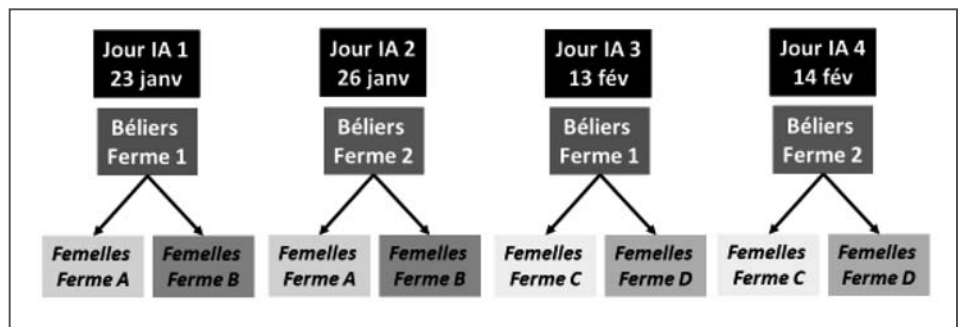 Jour IA 1
23 janv
Jour IA 2
26 janv
Jour IA 3
13 fév
Jour IA 4
14 fév
Béliers
Ferme 1
Béliers
Ferme 2
Béliers
Ferme 1
Béliers
Ferme 2
Femelles
Ferme A
Femelles
Ferme B
Femelles
Ferme A
Femelles
Ferme B
Femelles
Ferme C
Femelles
Ferme D
Femelles
Ferme C
Femelles
Ferme D